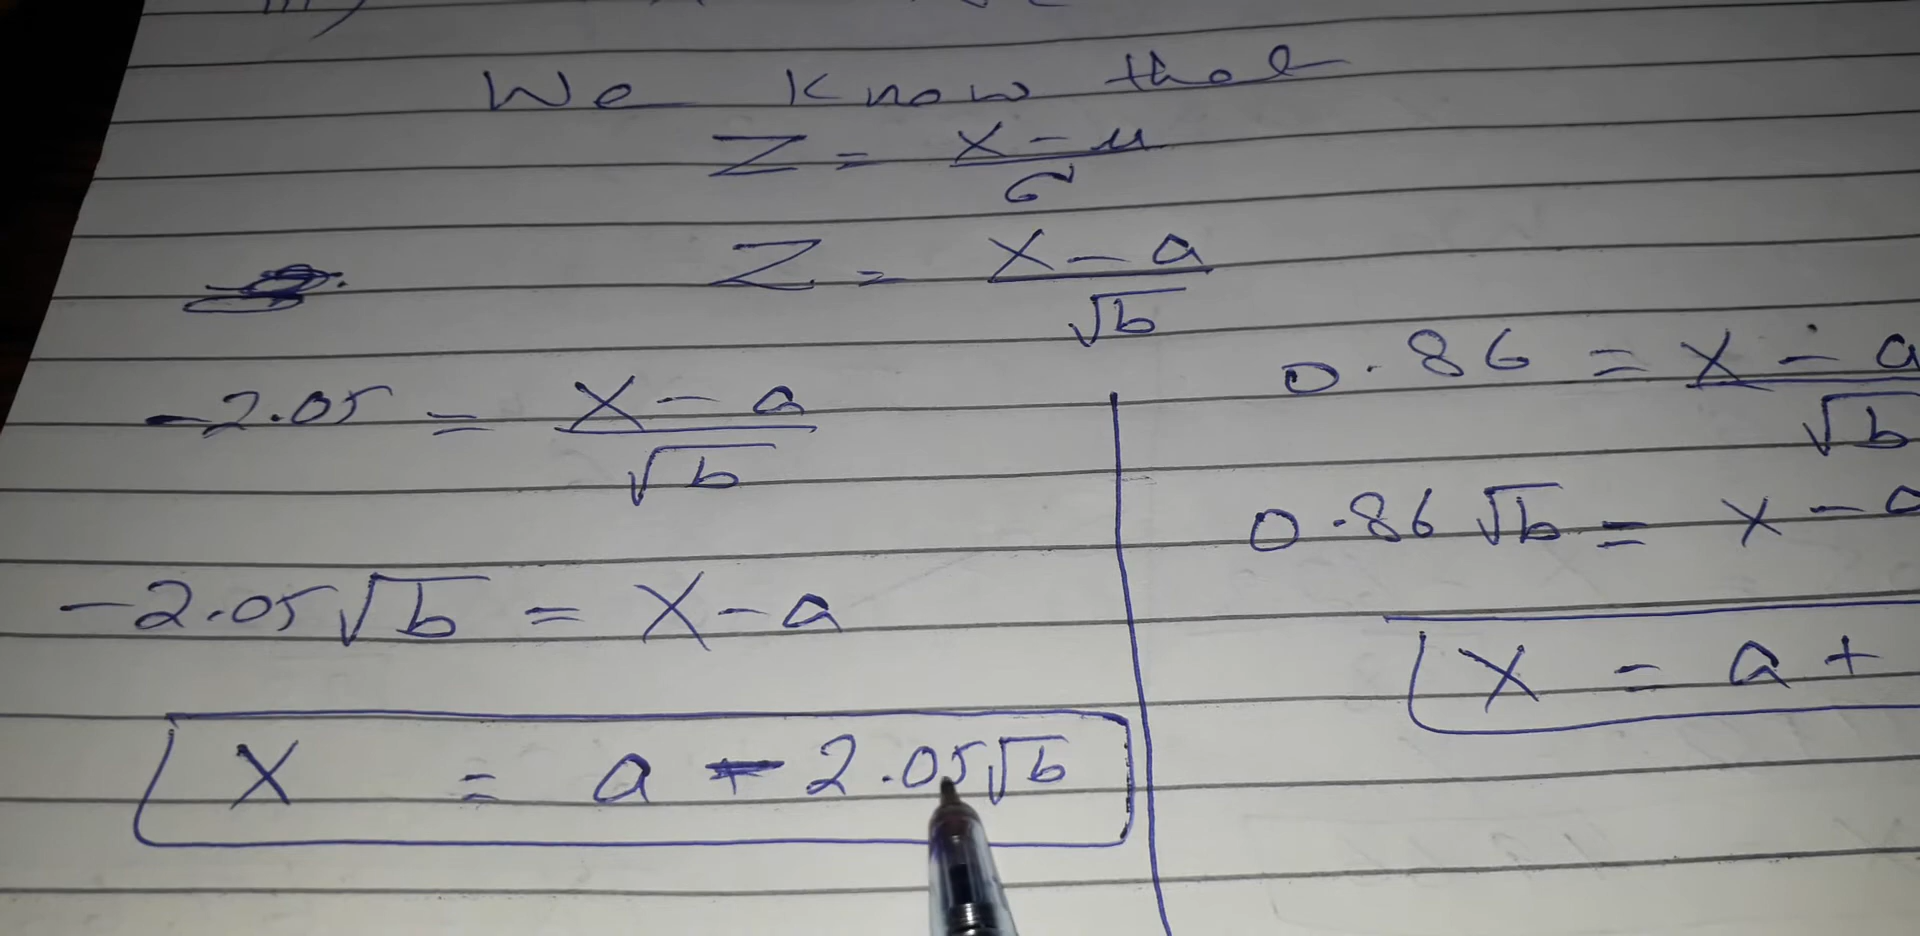 We know that
Z = X - μ / σ
Z = X - a / √b
-2.05 = X - a / √b
-2.05√b = X - a
X = a - 2.05√b
0.86 = X - a / √b
0.86√b = X - a
X = a +